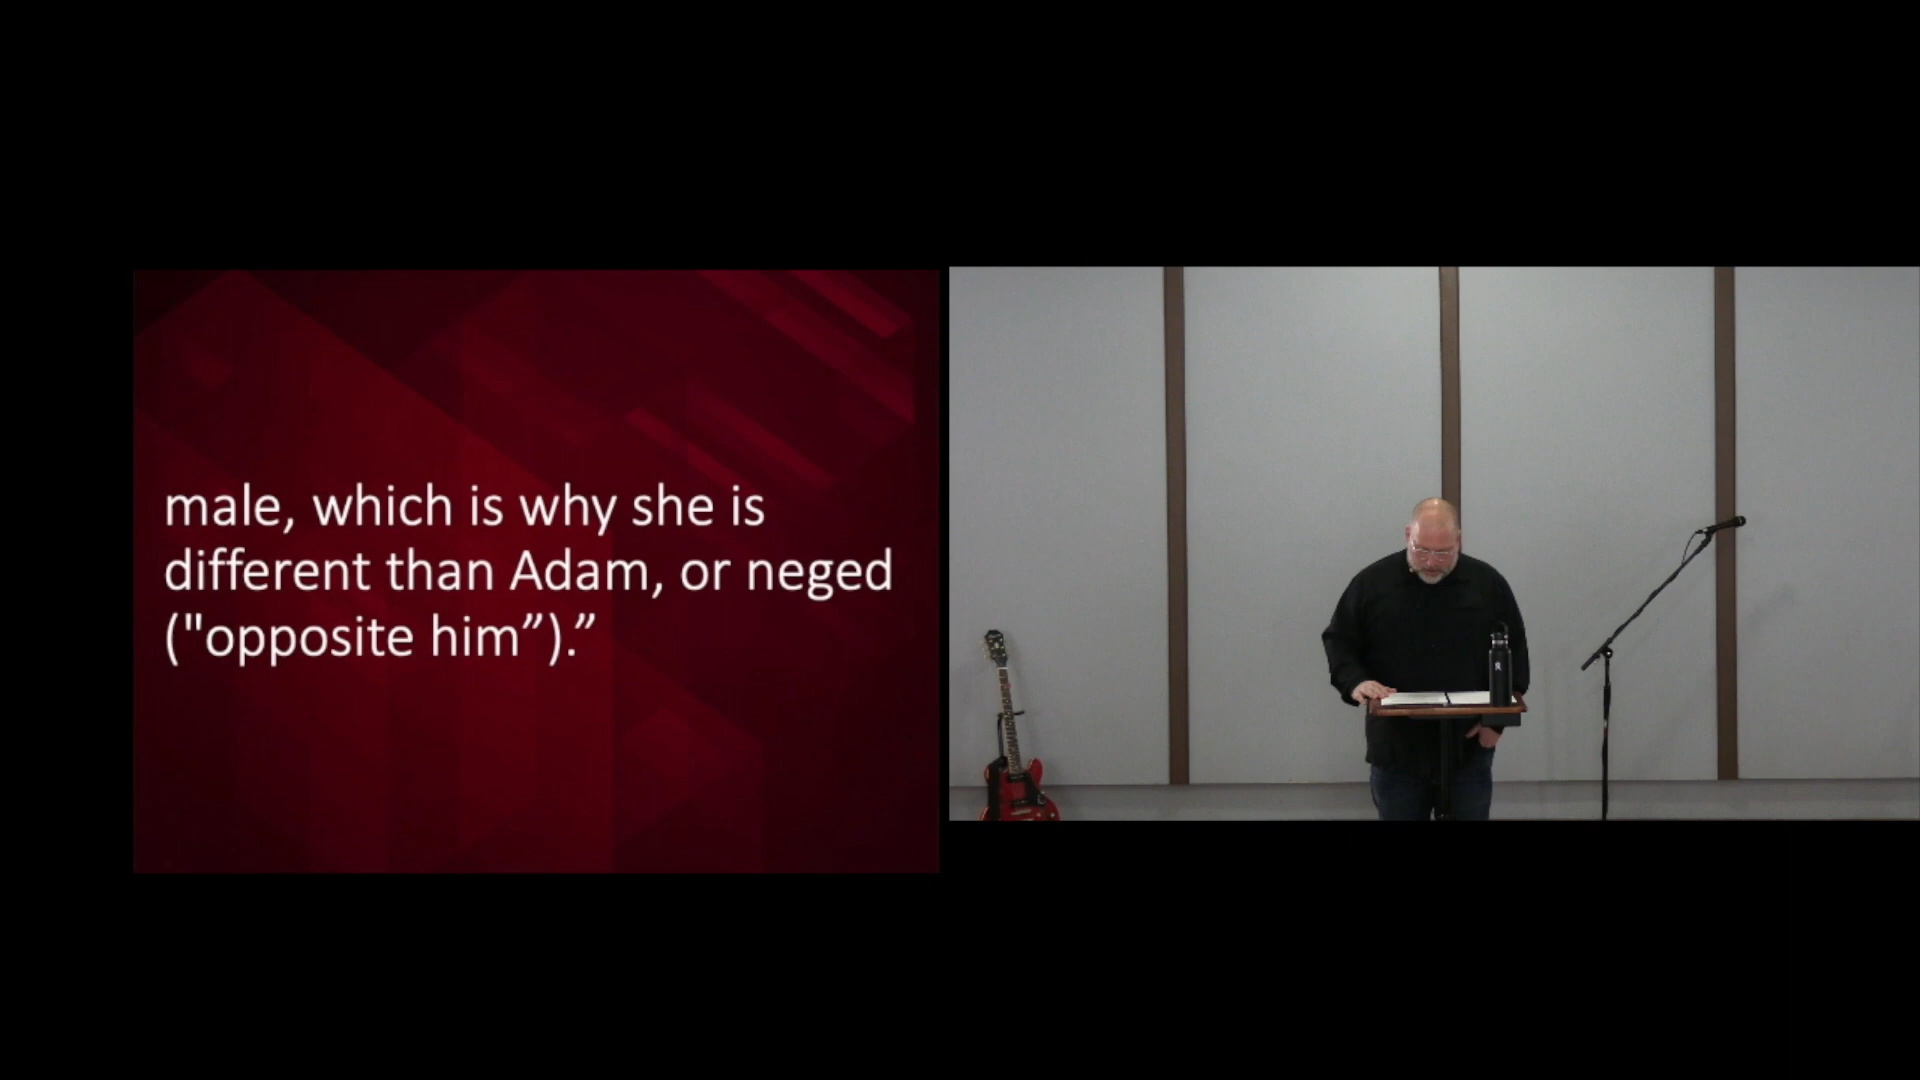 male, which is why she is
different than Adam, or neged
("opposite him”).”